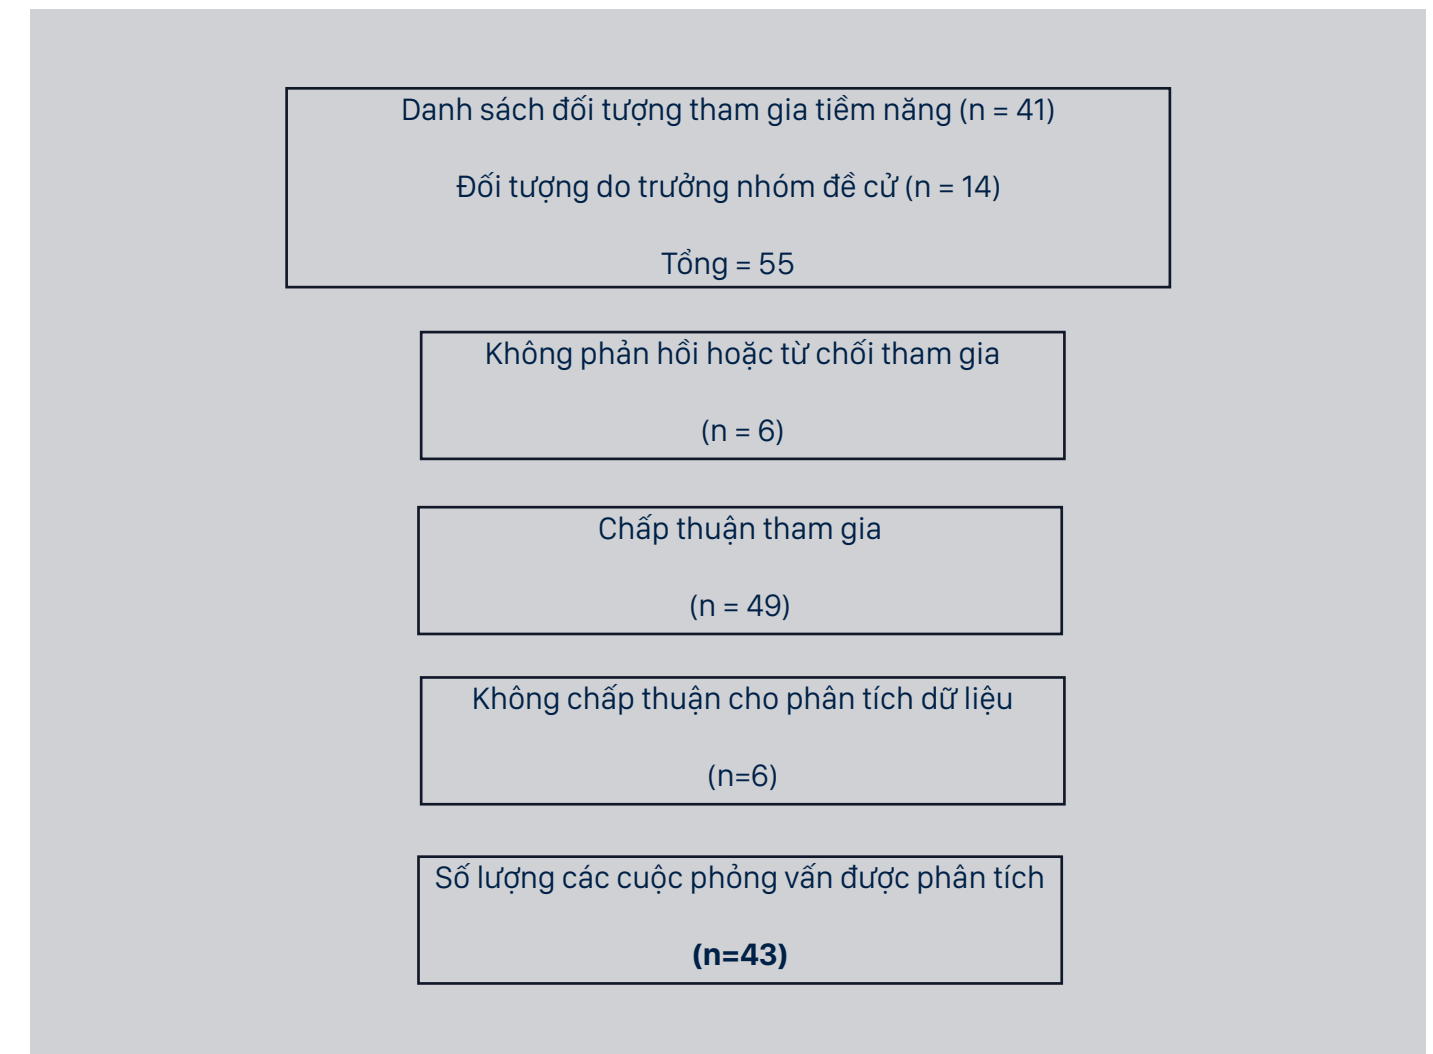 Danh sách đối tượng tham gia tiềm năng (n = 41)
Đối tượng do trưởng nhóm đề cử (n = 14)
Tổng = 55
Không phản hồi hoặc từ chối tham gia
(n = 6)
Chấp thuận tham gia
(n = 49)
Không chấp thuận cho phân tích dữ liệu
(n=6)
Số lượng các cuộc phỏng vấn được phân tích
(n=43)